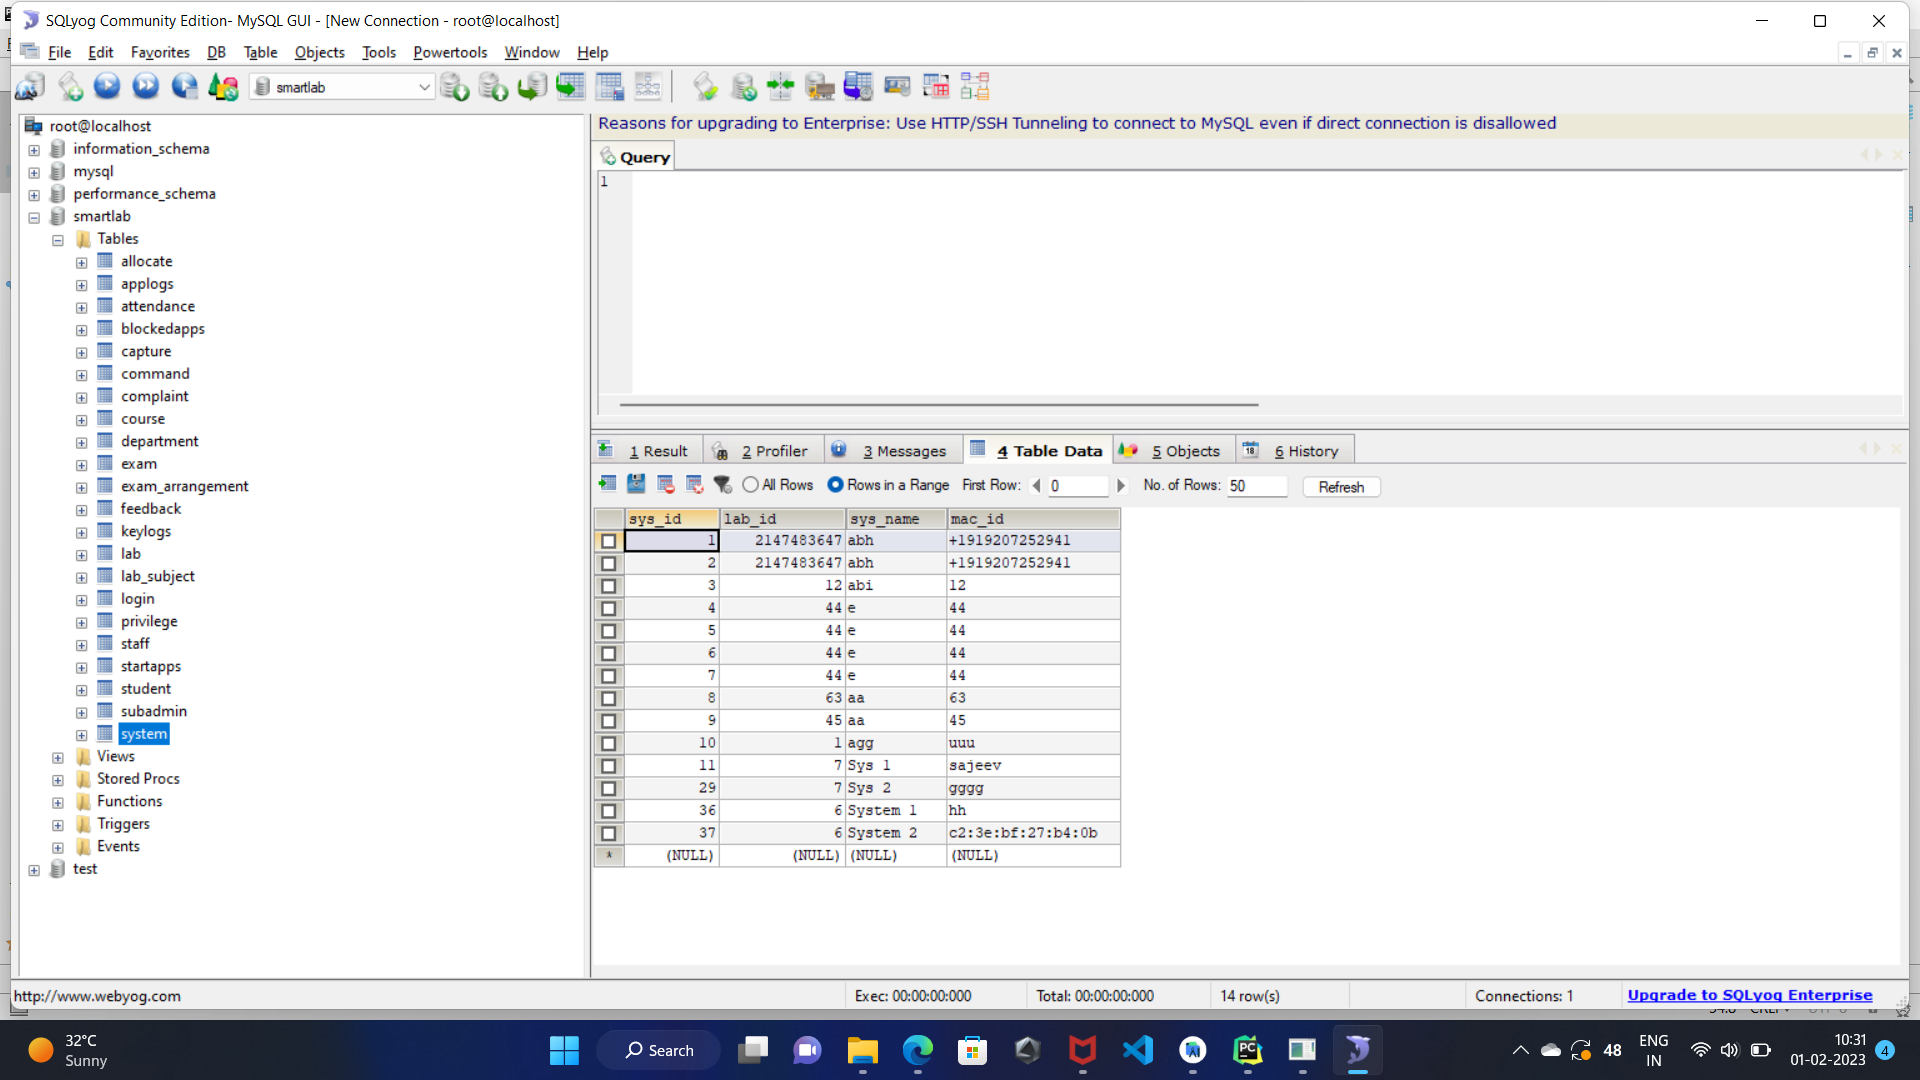 SQLyog Community Edition- MySQL GUI - [New Connection - root@localhost]
File Edit Favorites DB Table Objects Tools Powertools Window Help
smartlab
root@localhost
information_schema
mysql
performance_schema
smartlab
Tables
allocate
applogs
attendance
blockedapps
capture
command
complaint
course
department
exam
exam_arrangement
feedback
keylogs
lab
lab_subject
login
privilege
staff
startapps
student
subadmin
system
Views
Stored Procs
Functions
Triggers
Events
test
Reasons for upgrading to Enterprise: Use HTTP/SSH Tunneling to connect to MySQL even if direct connection is disallowed
Query
1
1 Result 2 Profiler 3 Messages 4 Table Data 5 Objects 6 History
All Rows Rows in a Range First Row: 0 No. of Rows: 50 Refresh
sys_id lab_id sys_name mac_id
1 2147483647 abh +1919207252941
2 2147483647 abh +1919207252941
3 12 abi 12
4 44 e 44
5 44 e 44
6 44 e 44
7 44 e 44
8 63 aa 63
9 45 aa 45
10 1 agg uuu
11 7 Sys 1 sajeev
29 7 Sys 2 gggg
36 6 System 1 hh
37 6 System 2 c2:3e:bf:27:b4:0b
* (NULL) (NULL) (NULL) (NULL)
http://www.webyog.com Exec: 00:00:00:000 Total: 00:00:00:000 14 row(s) Connections: 1 Upgrade to SQLyog Enterprise
32°C
Sunny
Search
48
ENG
IN
10:31
01-02-2023
4